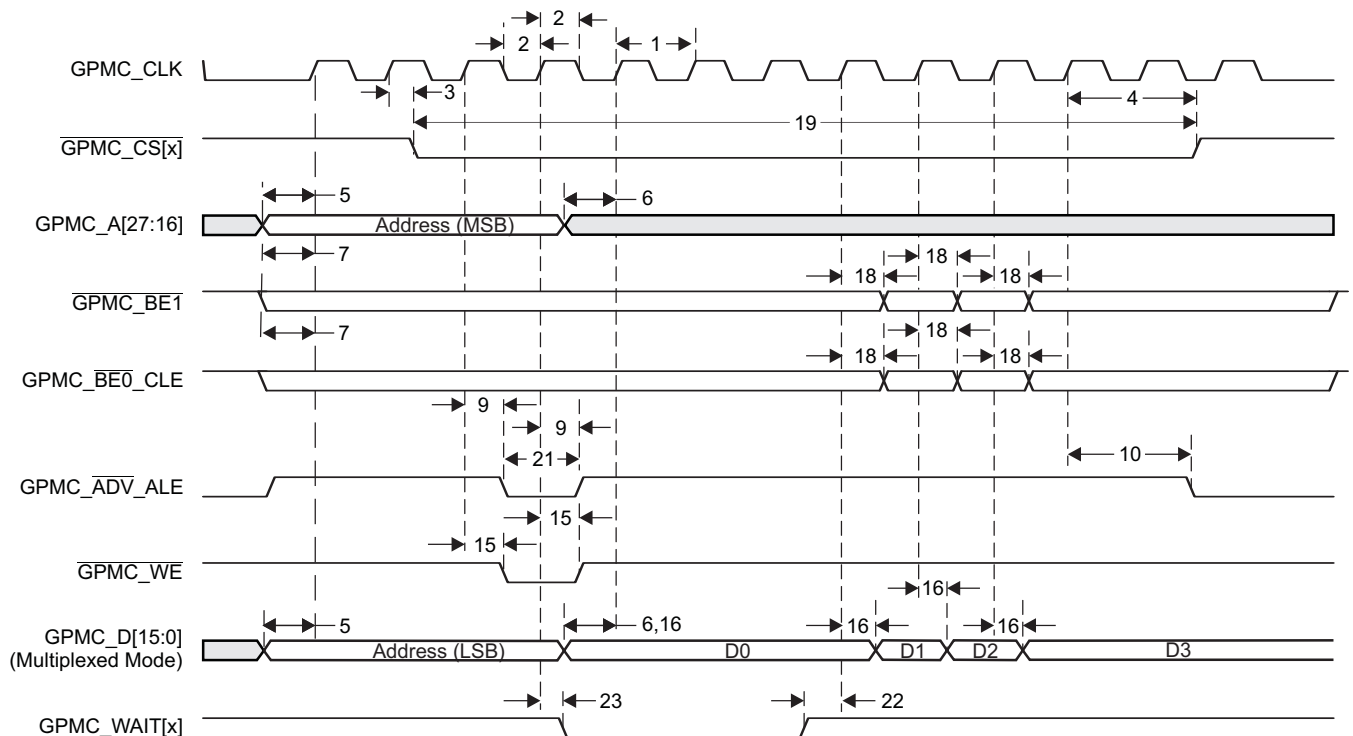 2
2
1
GPMC_CLK
3
4
19
GPMC_CS[x]
5
6
GPMC_A[27:16]
Address (MSB)
7
18
18
18
GPMC_BE1
7
18
18
18
GPMC_BE0_CLE
9
9
21
10
GPMC_ADV_ALE
15
15
GPMC_WE
16
GPMC_D[15:0]
(Multiplexed Mode)
5
6,16
16
16
Address (LSB)
D0
D1
D2
D3
23
22
GPMC_WAIT[x]